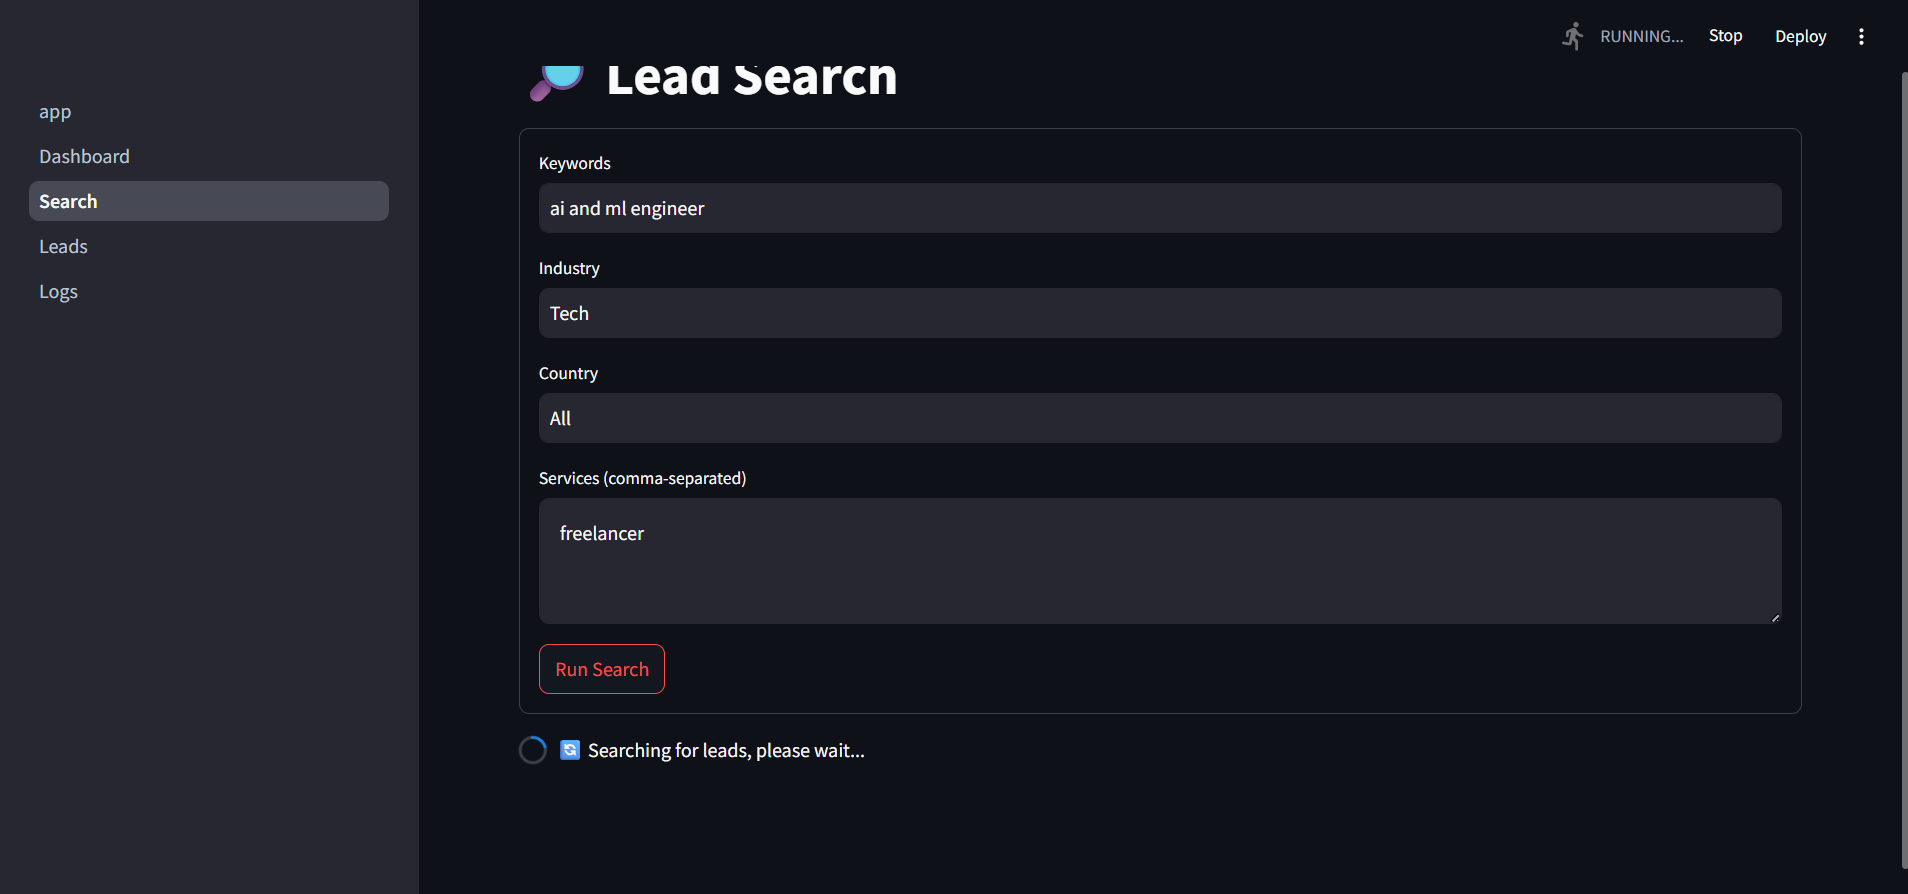 RUNNING...
Stop
Deploy
app
Dashboard
Search
Leads
Logs
Lead Search
Keywords
ai and ml engineer
Industry
Tech
Country
All
Services (comma-separated)
freelancer
Run Search
Searching for leads, please wait...